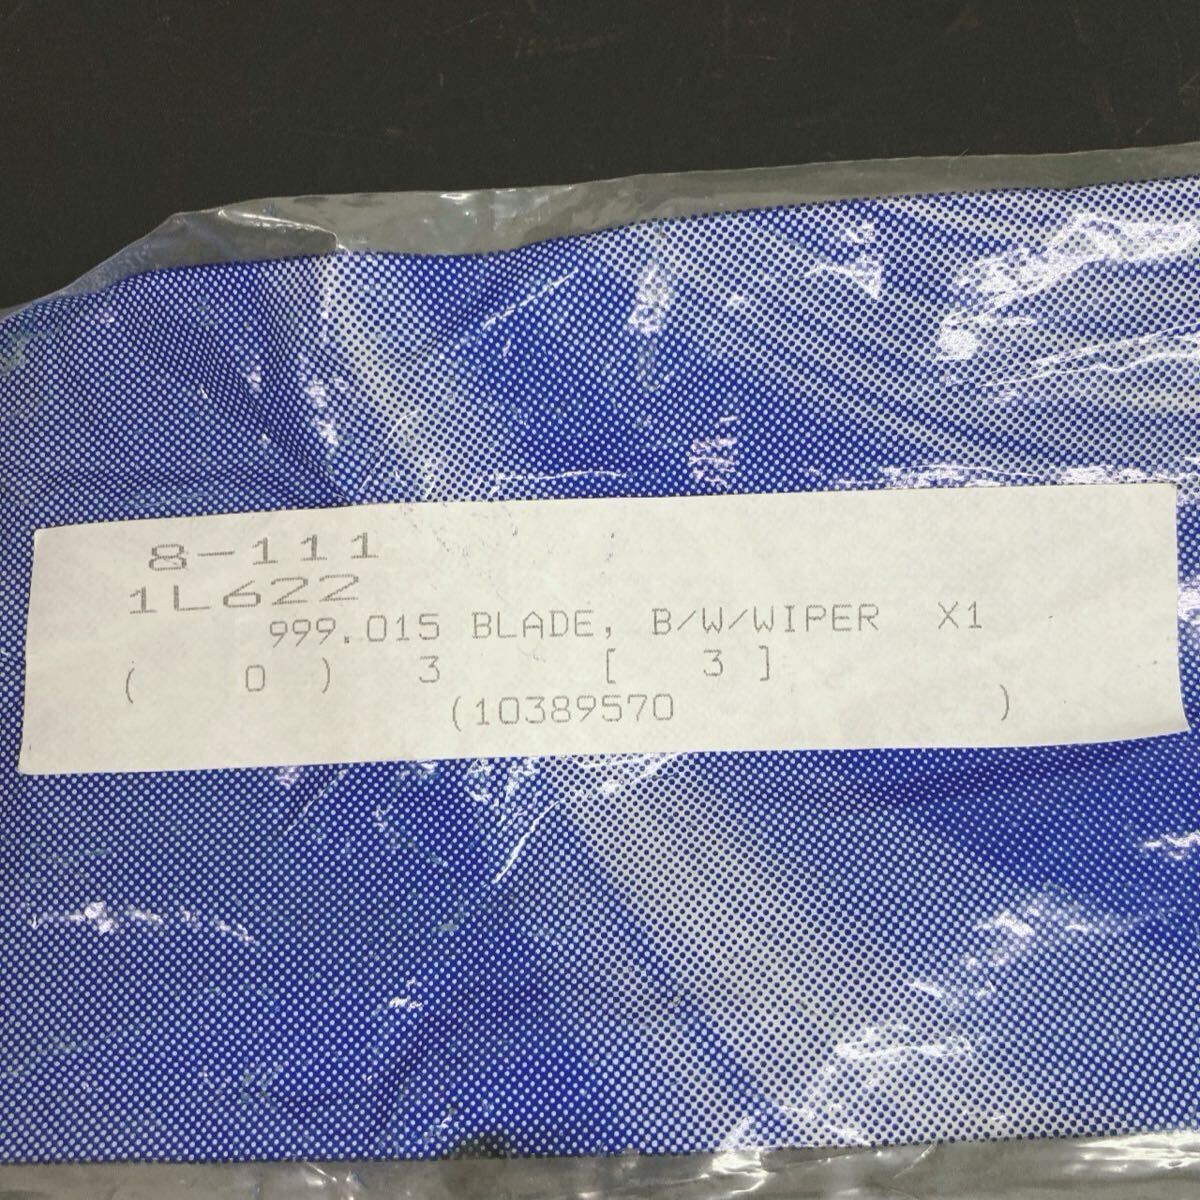 8-111
1L622
999.015 BLADE, B/W/WIPER X1
( 0 ) 3 [ 3 ]
(10389570 )